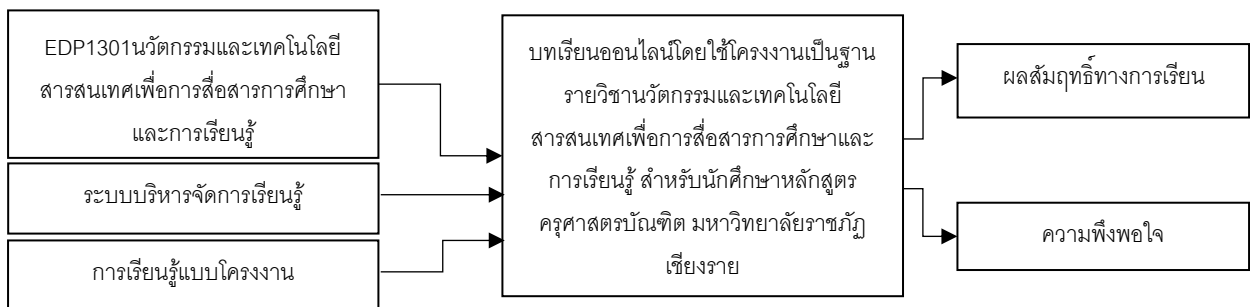 EDP1301นวัตกรรมและเทคโนโลยี
สารสนเทศเพื่อการสื่อสารการศึกษา
และการเรียนรู้
ระบบบริหารจัดการเรียนรู้
การเรียนรู้แบบโครงงาน
บทเรียนออนไลน์โดยใช้โครงงานเป็นฐาน
รายวิชานวัตกรรมและเทคโนโลยี
สารสนเทศเพื่อการสื่อสารการศึกษาและ
การเรียนรู้ สำหรับนักศึกษาหลักสูตร
ครุศาสตรบัณฑิต มหาวิทยาลัยราชภัฏ
เชียงราย
ผลสัมฤทธิ์ทางการเรียน
ความพึงพอใจ